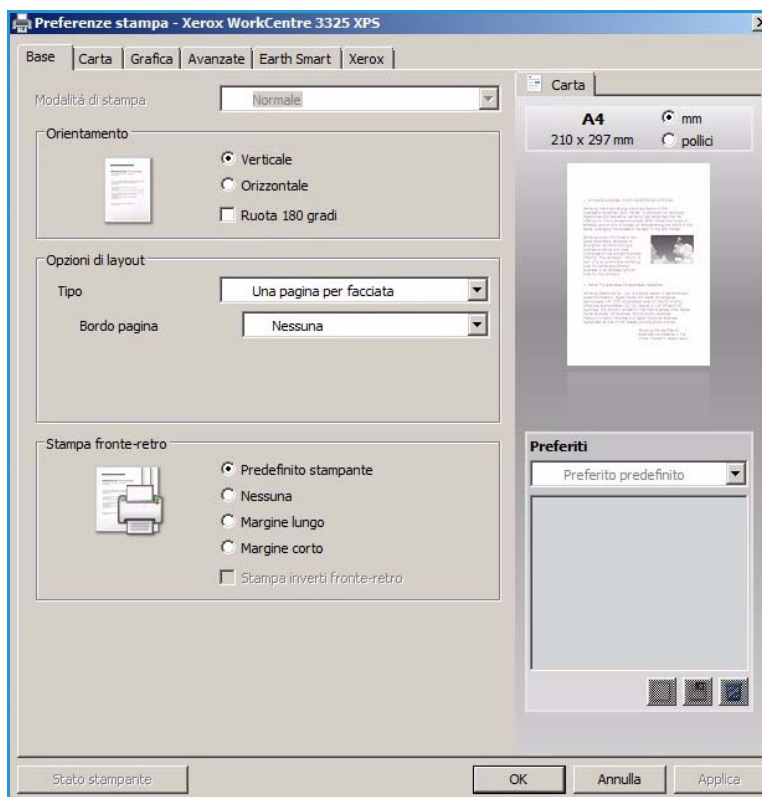 Preferenze stampa - Xerox WorkCentre 3325 XPS
Base Carta Grafica Avanzate Earth Smart Xerox
Modalità di stampa Normale
Orientamento
Verticale
Orizzontale
Ruota 180 gradi
Opzioni di layout
Tipo Una pagina per facciata
Bordo pagina Nessuna
Stampa fronte-retro
Predefinito stampante
Nessuna
Margine lungo
Margine corto
Stampa inverti fronte-retro
Carta
A4 mm
210 x 297 mm pollici
Preferiti
Preferito predefinito
Stato stampante OK Annulla Applica